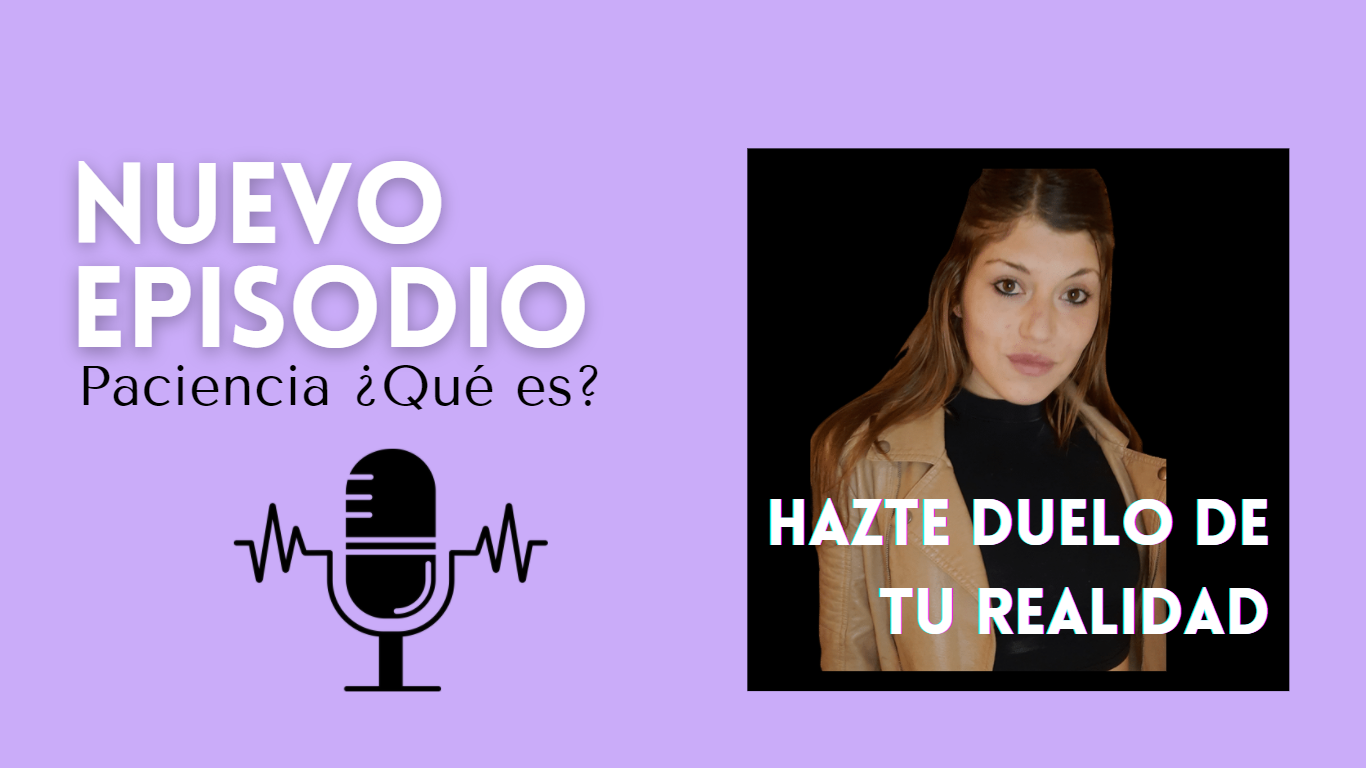 NUEVO
EPISODIO
Paciencia ¿Qué es?
HAZTE DUELO DE
TU REALIDAD